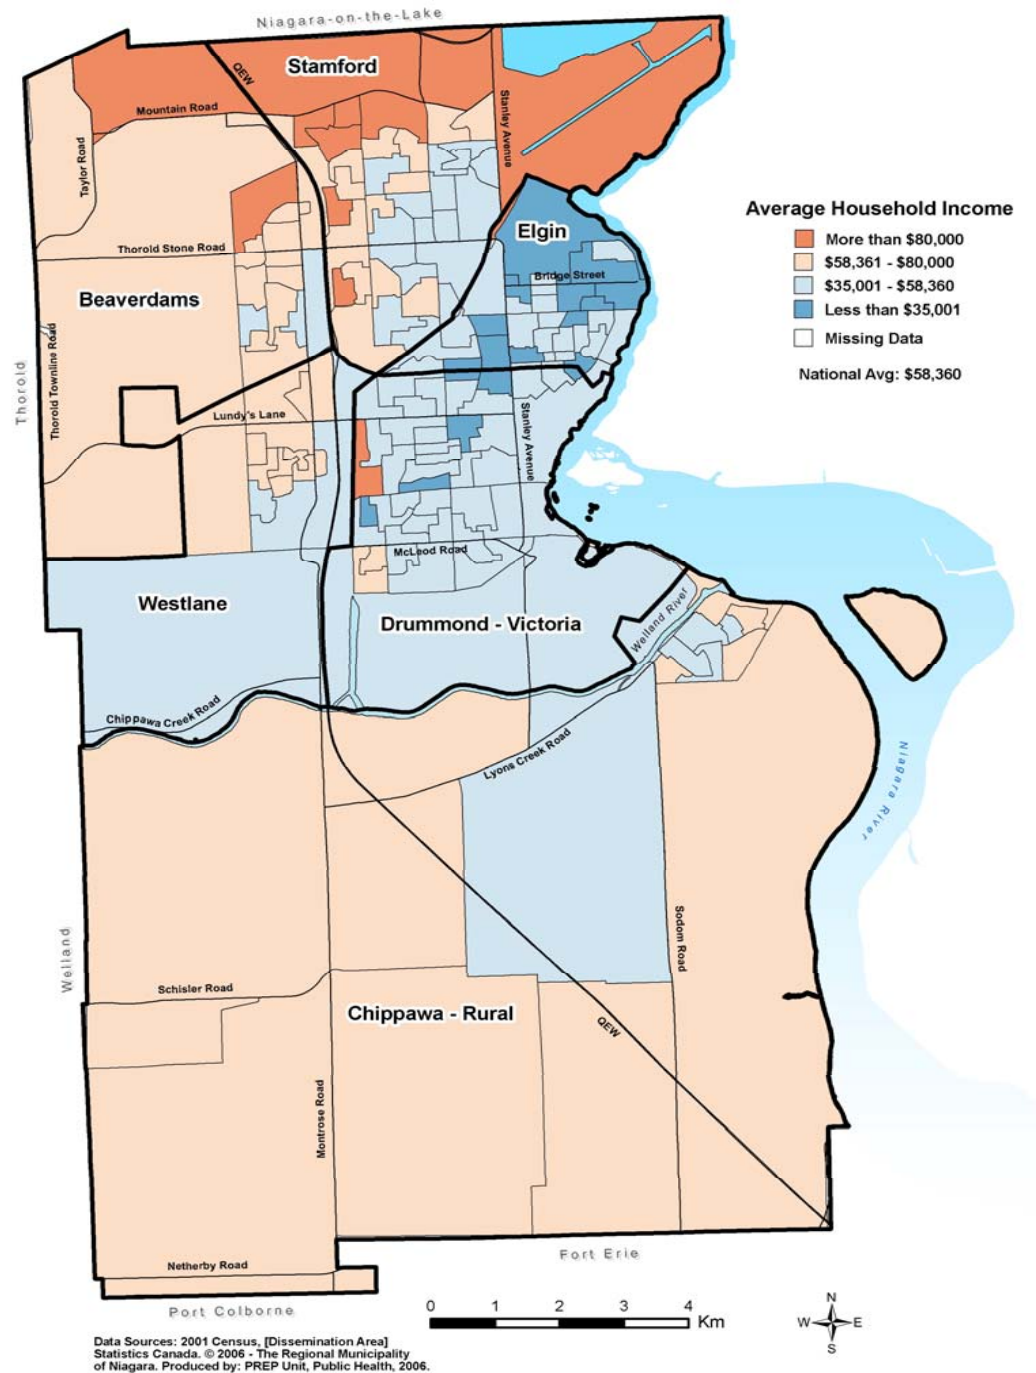 Niagara-on-the-Lake
Stamford
QEW
Mountain Road
Stanley Avenue
Taylor Road
Average Household Income
More than $80,000
$58,361 - $80,000
$35,001 - $58,360
Less than $35,001
Missing Data
National Avg: $58,360
Elgin
Thorold Stone Road
Bridge Street
Beaverdams
Thorold
Thorold Townline Road
Lundy's Lane
Stanley Avenue
McLeod Road
Westlane
Drummond - Victoria
Welland River
Chippawa Creek Road
Lyons Creek Road
Niagara River
Welland
Sodom Road
Schisler Road
Chippawa - Rural
QEW
Montrose Road
Fort Erie
Netherby Road
Port Colborne
0 1 2 3 4 Km
N
W E
S
Data Sources: 2001 Census, [Dissemination Area]
Statistics Canada. © 2006 - The Regional Municipality
of Niagara. Produced by: PREP Unit, Public Health, 2006.